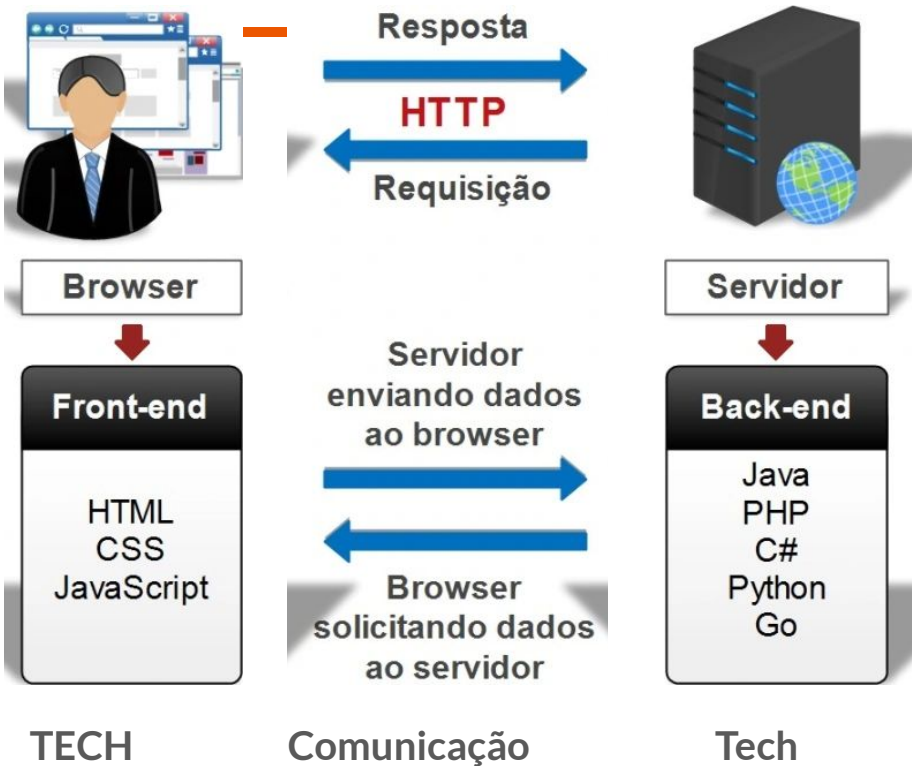 Resposta
HTTP
Requisição
Browser
Servidor
Servidor
enviando dados
ao browser
Front-end
HTML
CSS
JavaScript
Back-end
Java
PHP
C#
Python
Go
Browser
solicitando dados
ao servidor
TECH
Comunicação
Tech